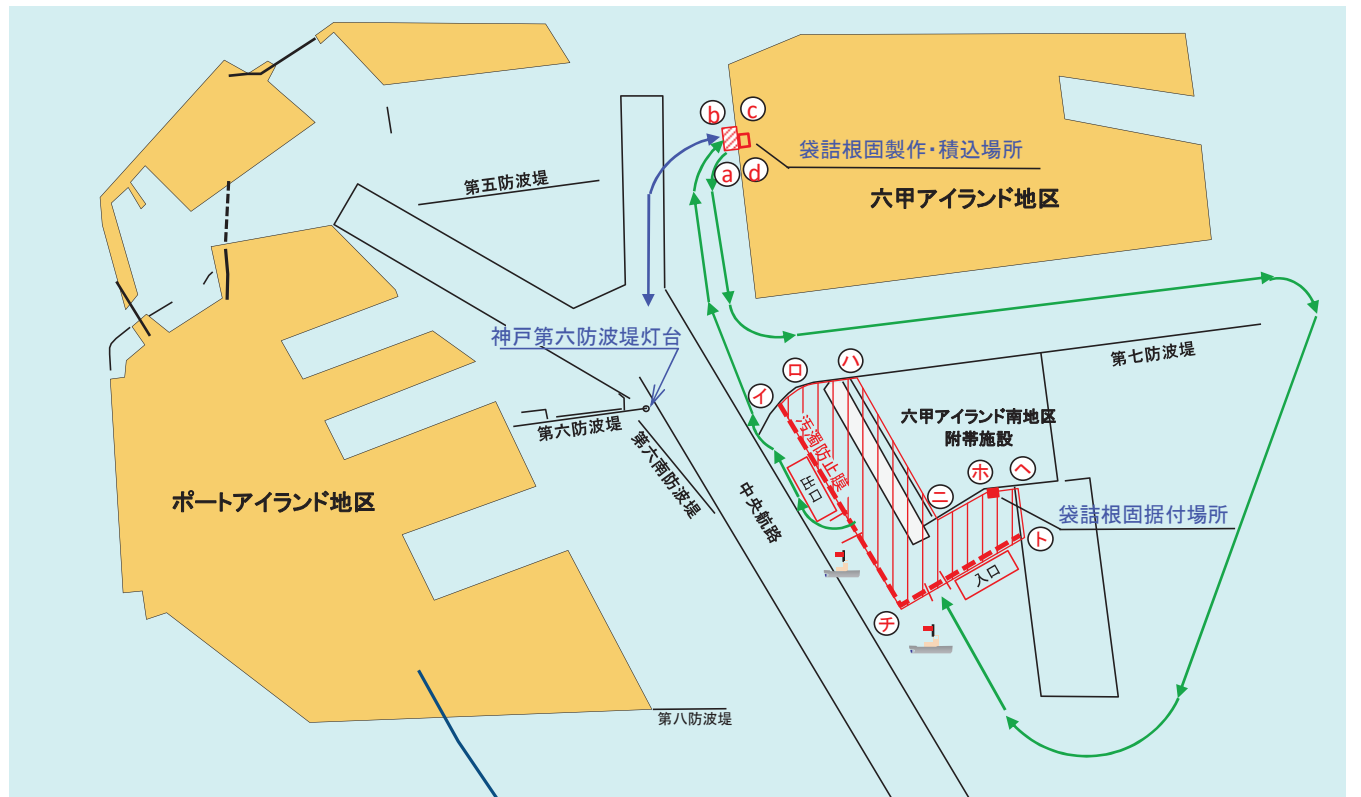 b
c
a
d
袋詰根固製作・積込場所
第五防波堤
六甲アイランド地区
神戸第六防波堤灯台
第七防波堤
イ
ロ
ハ
汚濁防止膜
出口
六甲アイランド南地区
附帯施設
第六防波堤
第六南防波堤
ポートアイランド地区
中央航路
ニ
ホ
ヘ
袋詰根固据付場所
ト
入口
チ
第八防波堤